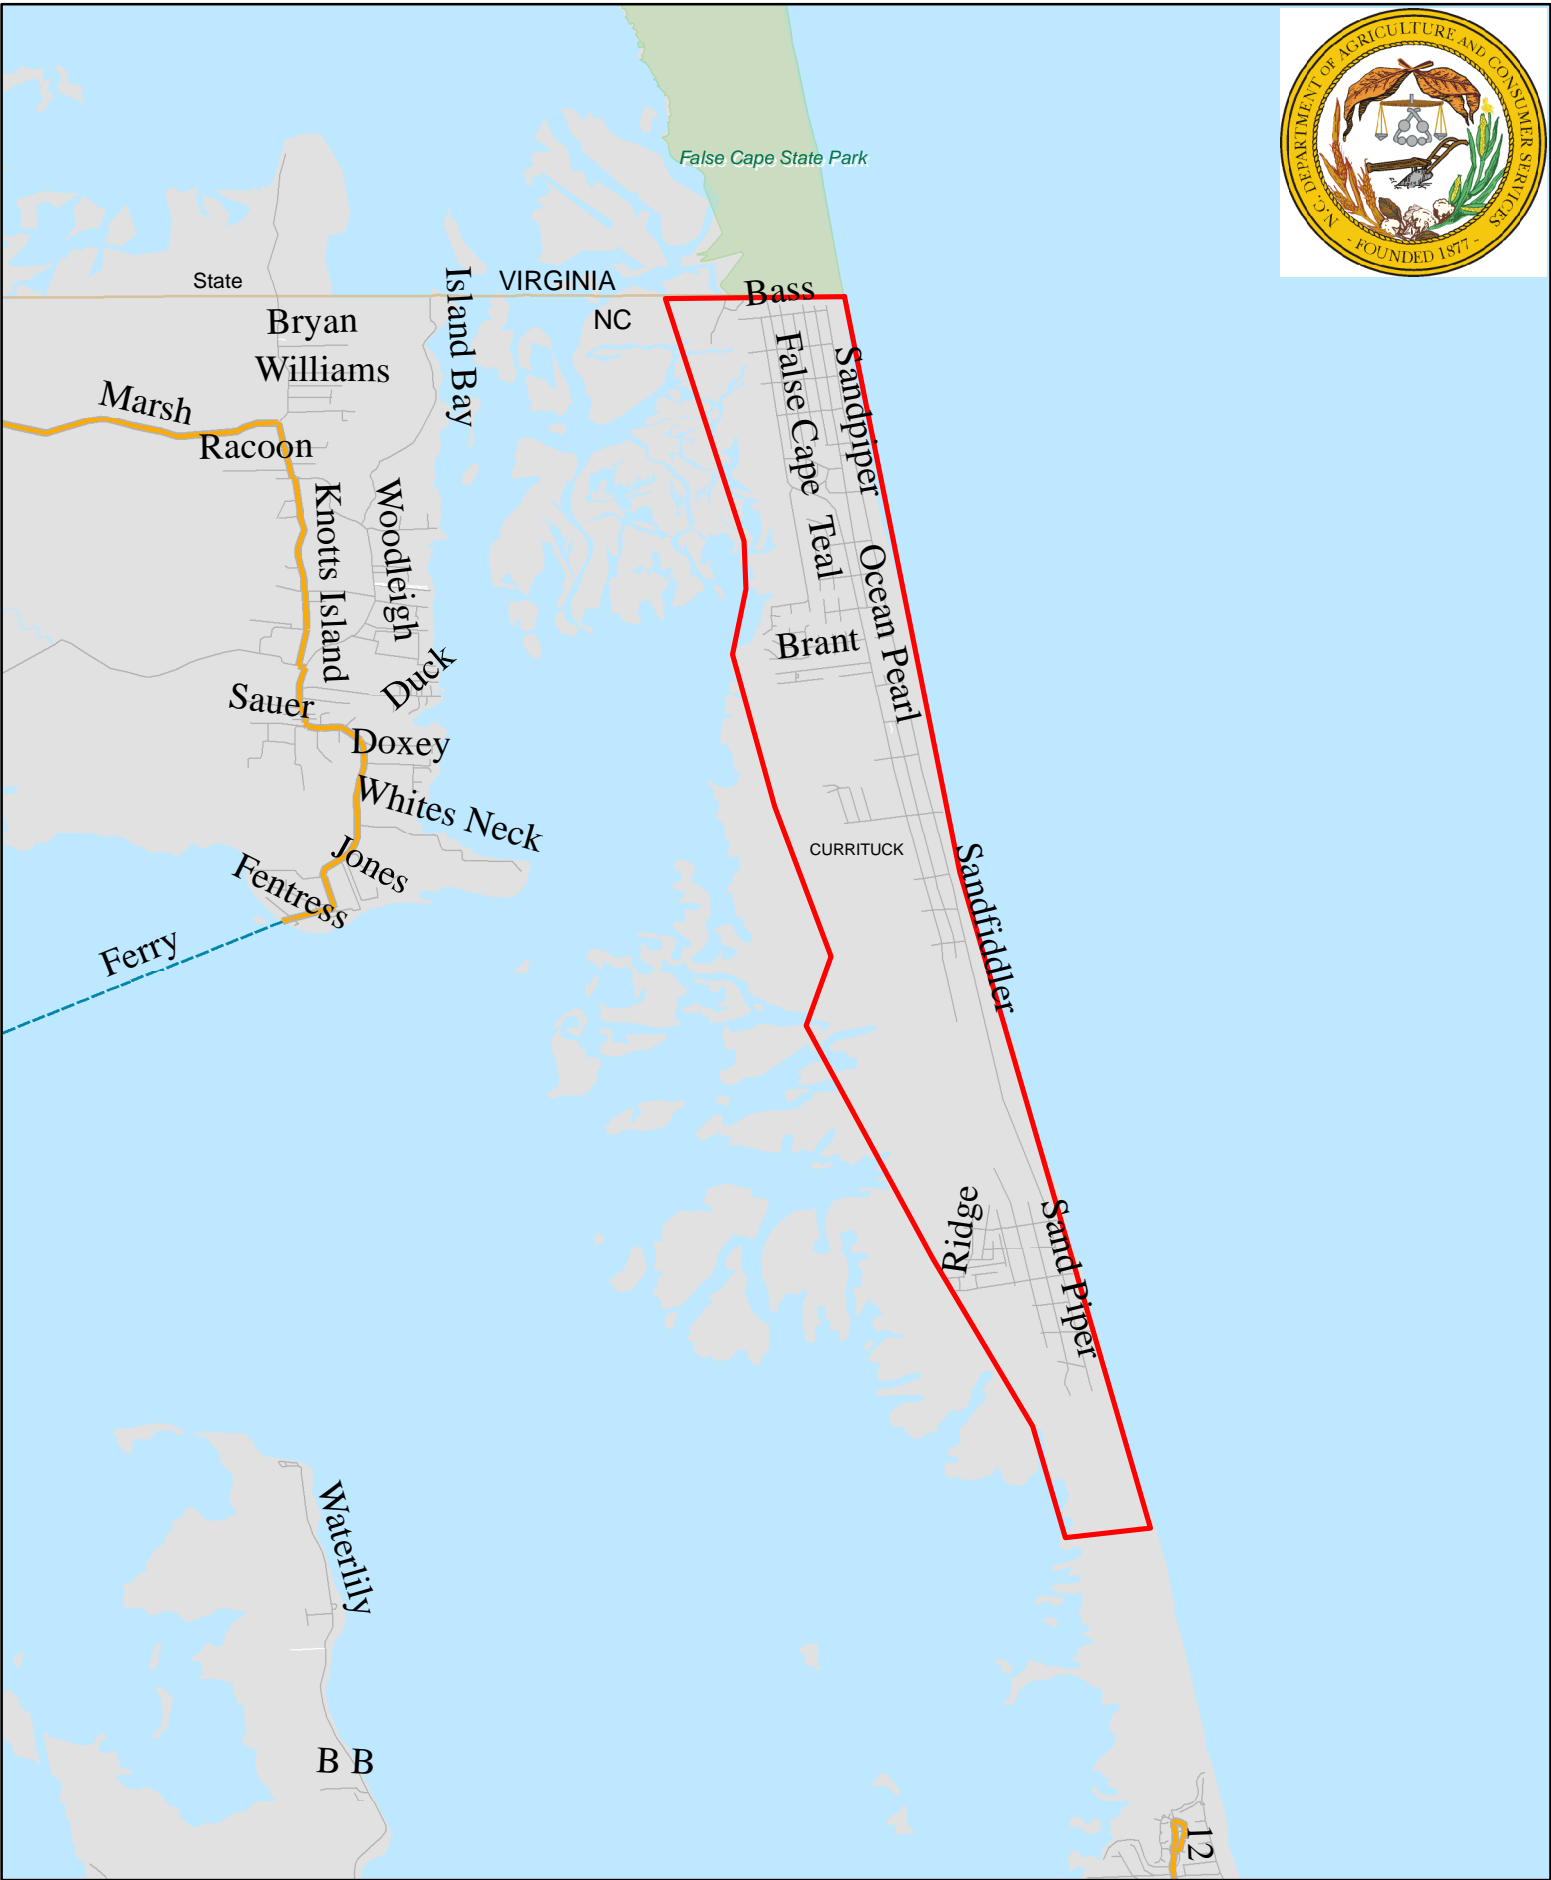 N.C. DEPARTMENT OF AGRICULTURE AND CONSUMER SERVICES
- FOUNDED 1877 -
False Cape State Park
State
VIRGINIA
NC
Bass
Island Bay
Bryan
Williams
Marsh
Racoon
False Cape
Sandpiper
Knotts Island
Woodleigh
Teal
Ocean Pearl
Brant
Duck
Sauer
Doxey
Whites Neck
Jones
Fentress
CURRITUCK
Sandfiddler
Ferry
Ridge
Sand Piper
Waterlily
B B
12